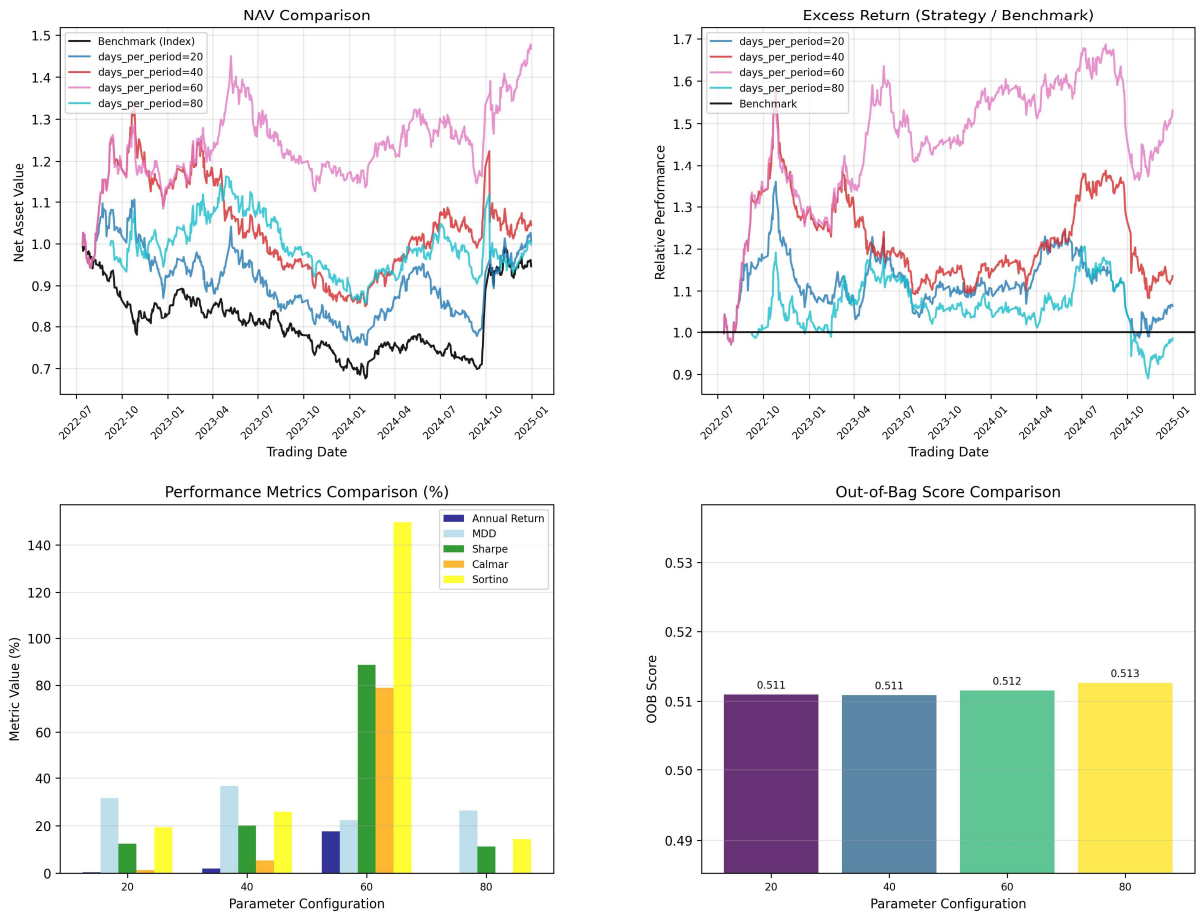 NAV Comparison
Net Asset Value
1.5
1.4
1.3
1.2
1.1
1.0
0.9
0.8
0.7
Benchmark (Index)
days_per_period=20
days_per_period=40
days_per_period=60
days_per_period=80
2022-07
2022-10
2023-01
2023-04
2023-07
2023-10
2024-01
2024-04
2024-07
2024-10
2025-01
Trading Date
Excess Return (Strategy / Benchmark)
Relative Performance
1.7
1.6
1.5
1.4
1.3
1.2
1.1
1.0
0.9
days_per_period=20
days_per_period=40
days_per_period=60
days_per_period=80
Benchmark
2022-07
2022-10
2023-01
2023-04
2023-07
2023-10
2024-01
2024-04
2024-07
2024-10
2025-01
Trading Date
Performance Metrics Comparison (%)
Metric Value (%)
140
120
100
80
60
40
20
0
Annual Return
MDD
Sharpe
Calmar
Sortino
20
40
60
80
Parameter Configuration
Out-of-Bag Score Comparison
OOB Score
0.53
0.52
0.51
0.50
0.49
0.511
0.511
0.512
0.513
20
40
60
80
Parameter Configuration